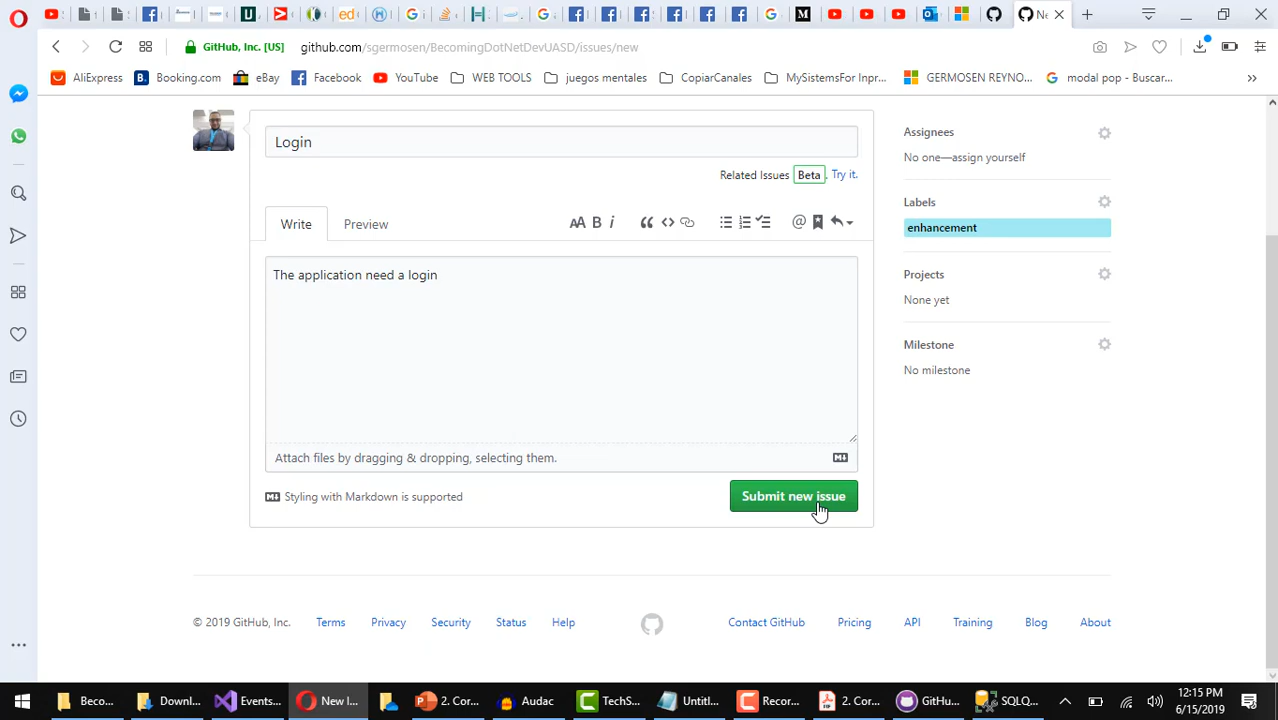 ed
Ne
GitHub, Inc. [US]
github.com/sgermosen/BecomingDotNetDevUASD/issues/new
AliExpress
Booking.com
eBay
Facebook
YouTube
WEB TOOLS
juegos mentales
CopiarCanales
MySistemsFor Inpr...
GERMOSEN REYNO...
modal pop - Buscar...
Login
Related Issues Beta, Try it.
Write
Preview
AA B i
The application need a login
Attach files by dragging & dropping, selecting them.
Styling with Markdown is supported
Submit new issue
Assignees
No one—assign yourself
Labels
enhancement
Projects
None yet
Milestone
No milestone
© 2019 GitHub, Inc.
Terms
Privacy
Security
Status
Help
Contact GitHub
Pricing
API
Training
Blog
About
Beco...
Downl...
Events...
New I...
2. Cor...
Audac
TechS...
Untitl...
Recor...
2. Cor...
GitHu...
SQLQ...
12:15 PM
6/15/2019